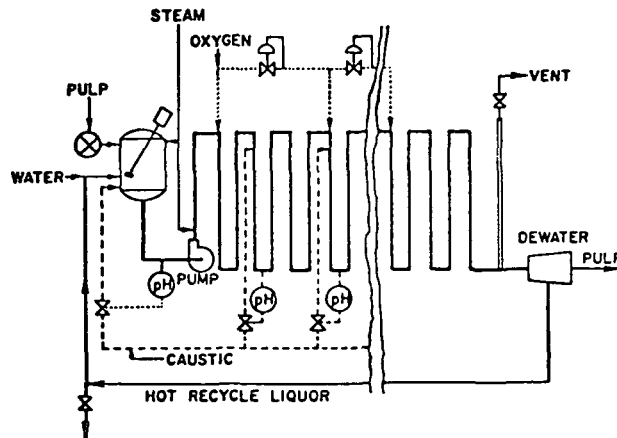 STEAM
OXYGEN
PULP
VENT
WATER
DEWATER
PUMP
PULP
pH
pH
pH
CAUSTIC
HOT RECYCLE LIQUOR